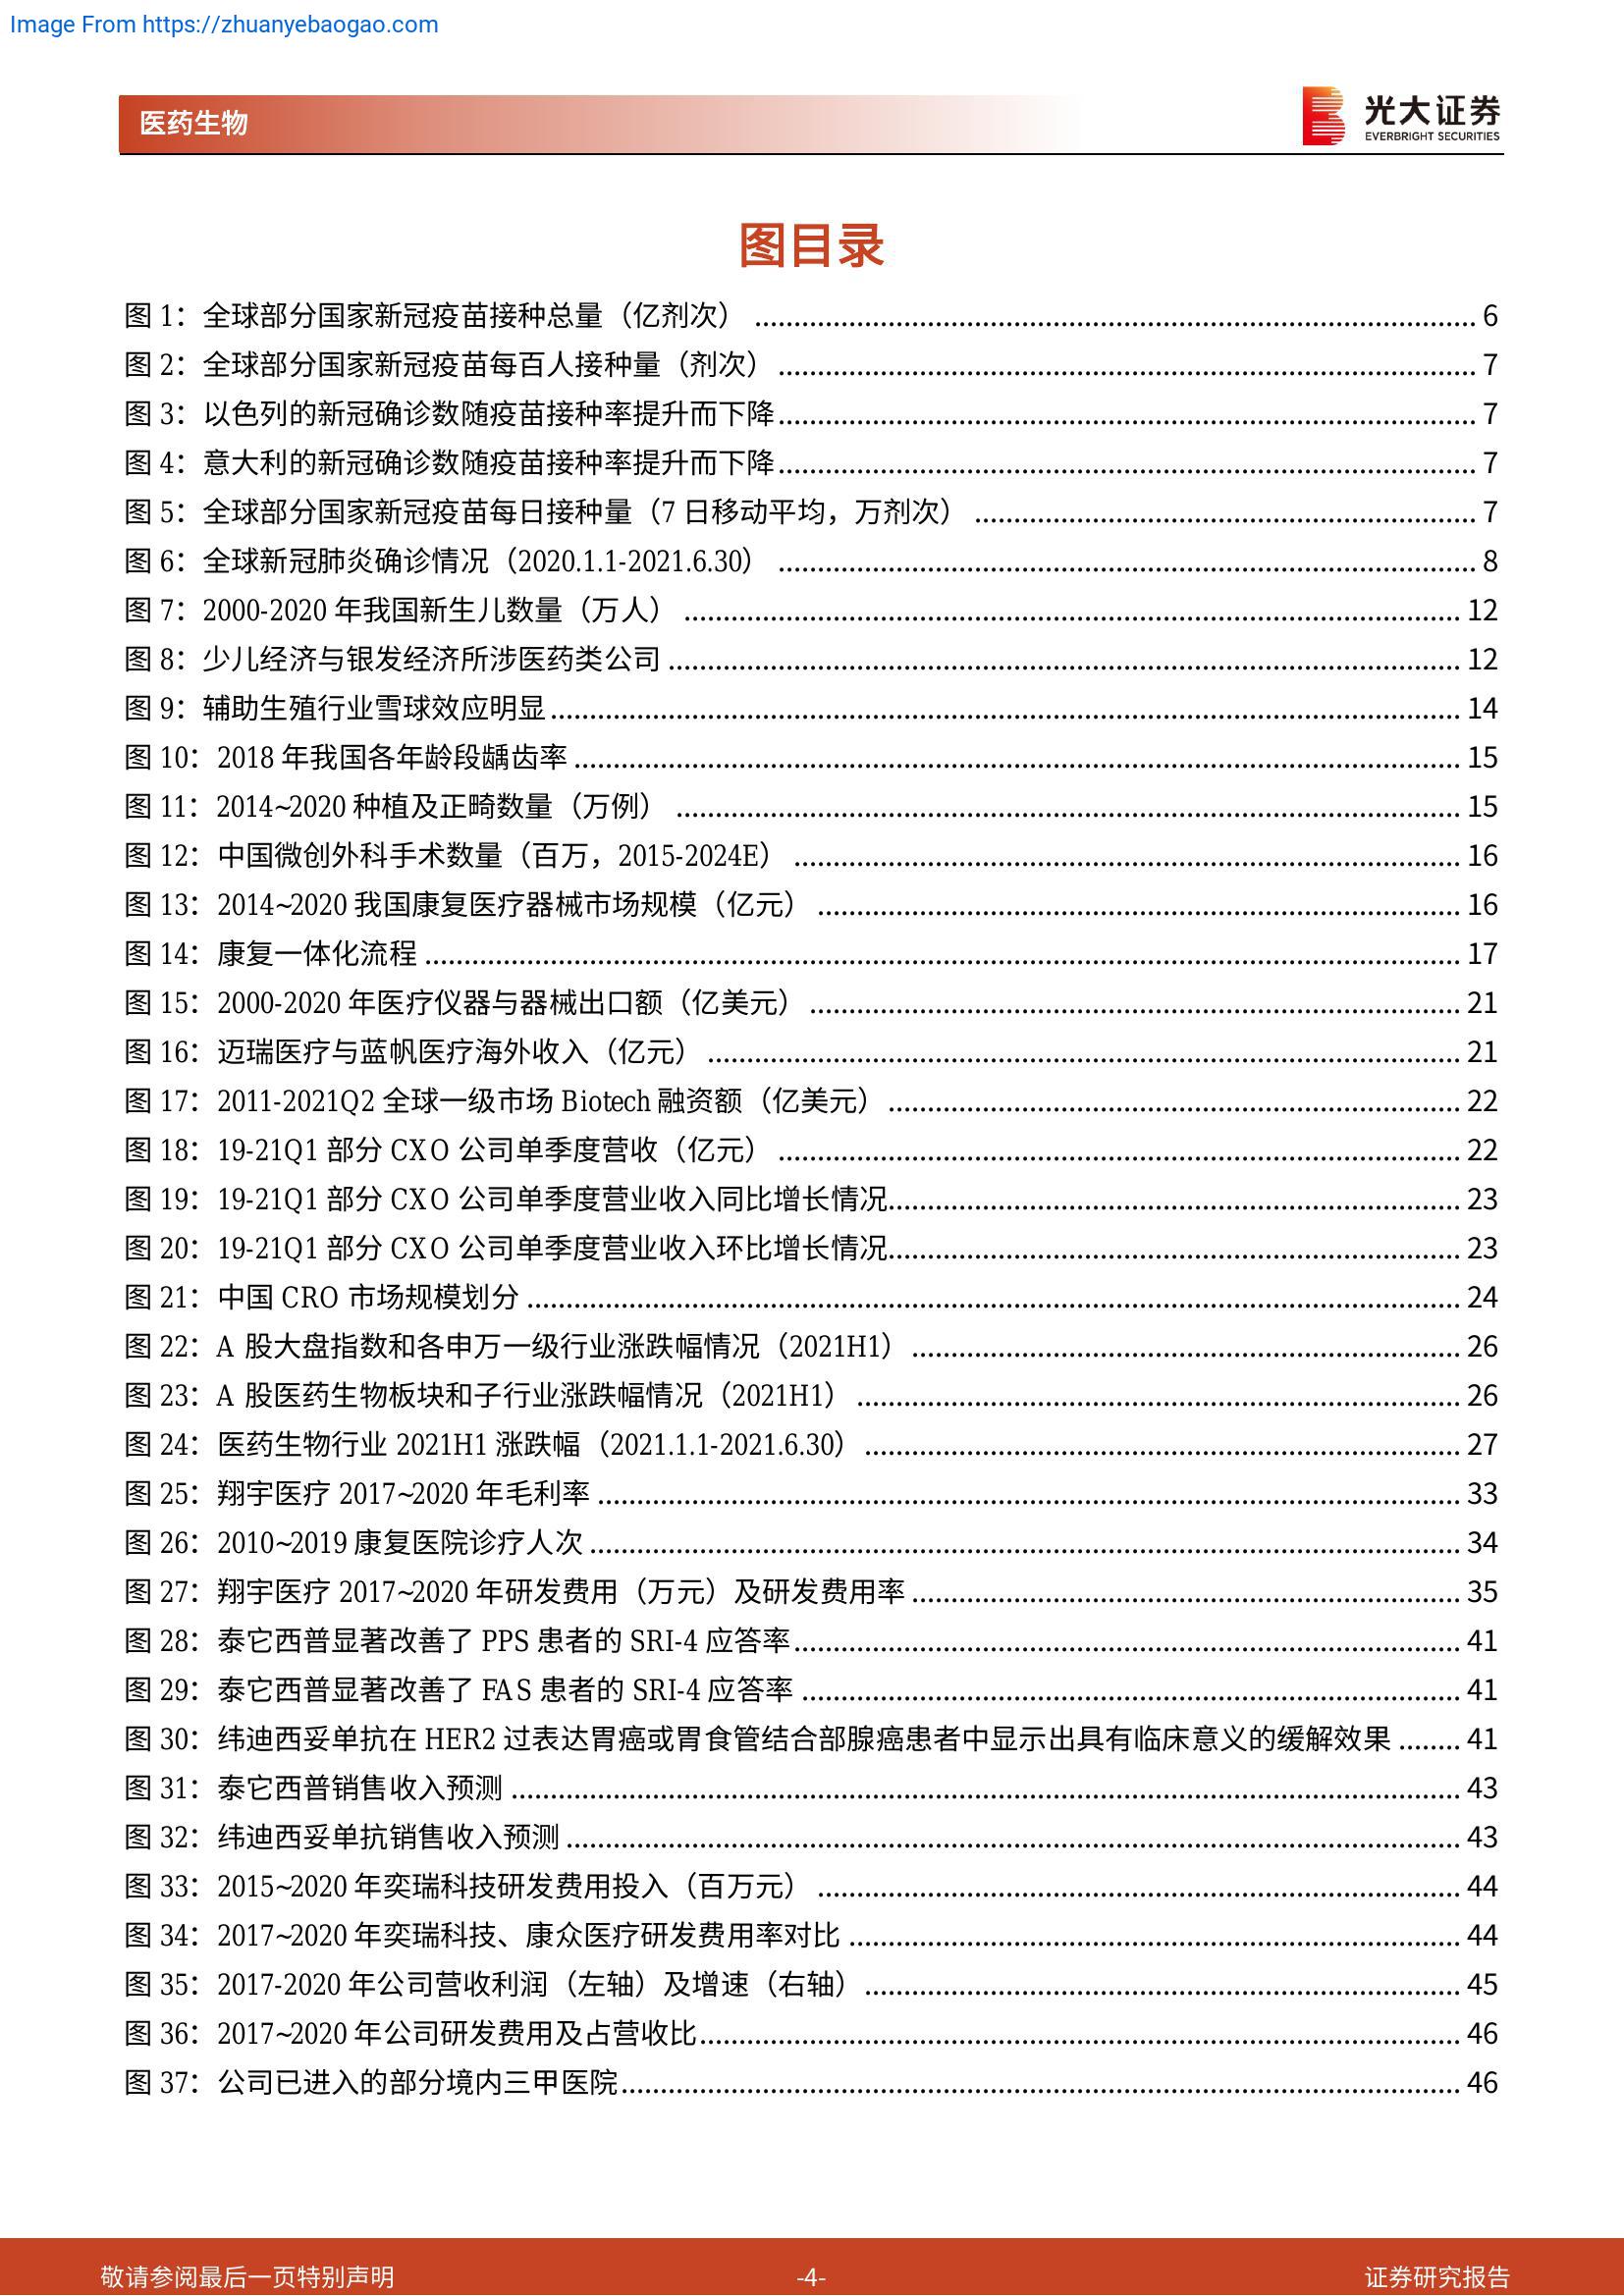 Image From https://zhuanyebaogao.com
医药生物
光大证券
EVERBRIGHT SECURITIES
图目录
图 1：全球部分国家新冠疫苗接种总量（亿剂次） ........ 6
图 2：全球部分国家新冠疫苗每百人接种量（剂次） ........ 7
图 3：以色列的新冠确诊数随疫苗接种率提升而下降 ........ 7
图 4：意大利的新冠确诊数随疫苗接种率提升而下降 ........ 7
图 5：全球部分国家新冠疫苗每日接种量（7 日移动平均，万剂次） ........ 7
图 6：全球新冠肺炎确诊情况（2020.1.1-2021.6.30） ........ 8
图 7：2000-2020 年我国新生儿数量（万人） ........ 12
图 8：少儿经济与银发经济所涉医药类公司 ........ 12
图 9：辅助生殖行业雪球效应明显 ........ 14
图 10：2018 年我国各年龄段龋齿率 ........ 15
图 11：2014~2020 种植及正畸数量（万例） ........ 15
图 12：中国微创外科手术数量（百万，2015-2024E） ........ 16
图 13：2014~2020 我国康复医疗器械市场规模（亿元） ........ 16
图 14：康复一体化流程 ........ 17
图 15：2000-2020 年医疗仪器与器械出口额（亿美元） ........ 21
图 16：迈瑞医疗与蓝帆医疗海外收入（亿元） ........ 21
图 17：2011-2021Q2 全球一级市场 Biotech 融资额（亿美元） ........ 22
图 18：19-21Q1 部分 CXO 公司单季度营收（亿元） ........ 22
图 19：19-21Q1 部分 CXO 公司单季度营业收入同比增长情况 ........ 23
图 20：19-21Q1 部分 CXO 公司单季度营业收入环比增长情况 ........ 23
图 21：中国 CRO 市场规模划分 ........ 24
图 22：A 股大盘指数和各申万一级行业涨跌幅情况（2021H1） ........ 26
图 23：A 股医药生物板块和子行业涨跌幅情况（2021H1） ........ 26
图 24：医药生物行业 2021H1 涨跌幅（2021.1.1-2021.6.30） ........ 27
图 25：翔宇医疗 2017~2020 年毛利率 ........ 33
图 26：2010~2019 康复医院诊疗人次 ........ 34
图 27：翔宇医疗 2017~2020 年研发费用（万元）及研发费用率 ........ 35
图 28：泰它西普显著改善了 PPS 患者的 SRI-4 应答率 ........ 41
图 29：泰它西普显著改善了 FAS 患者的 SRI-4 应答率 ........ 41
图 30：纬迪西妥单抗在 HER2 过表达胃癌或胃食管结合部腺癌患者中显示出具有临床意义的缓解效果 ........ 41
图 31：泰它西普销售收入预测 ........ 43
图 32：纬迪西妥单抗销售收入预测 ........ 43
图 33：2015~2020 年奕瑞科技研发费用投入（百万元） ........ 44
图 34：2017~2020 年奕瑞科技、康众医疗研发费用率对比 ........ 44
图 35：2017-2020 年公司营收利润（左轴）及增速（右轴） ........ 45
图 36：2017~2020 年公司研发费用及占营收比 ........ 46
图 37：公司已进入的部分境内三甲医院 ........ 46
敬请参阅最后一页特别声明
-4-
证券研究报告